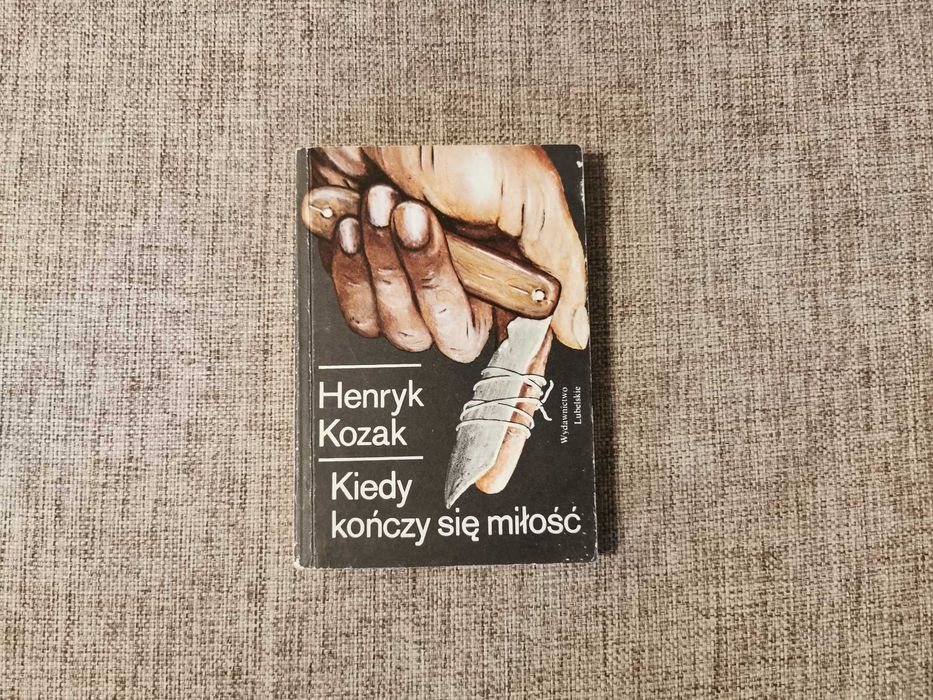 Henryk
Kozak
Kiedy
kończy się miłość
Wydawnictwo
Lubelskie